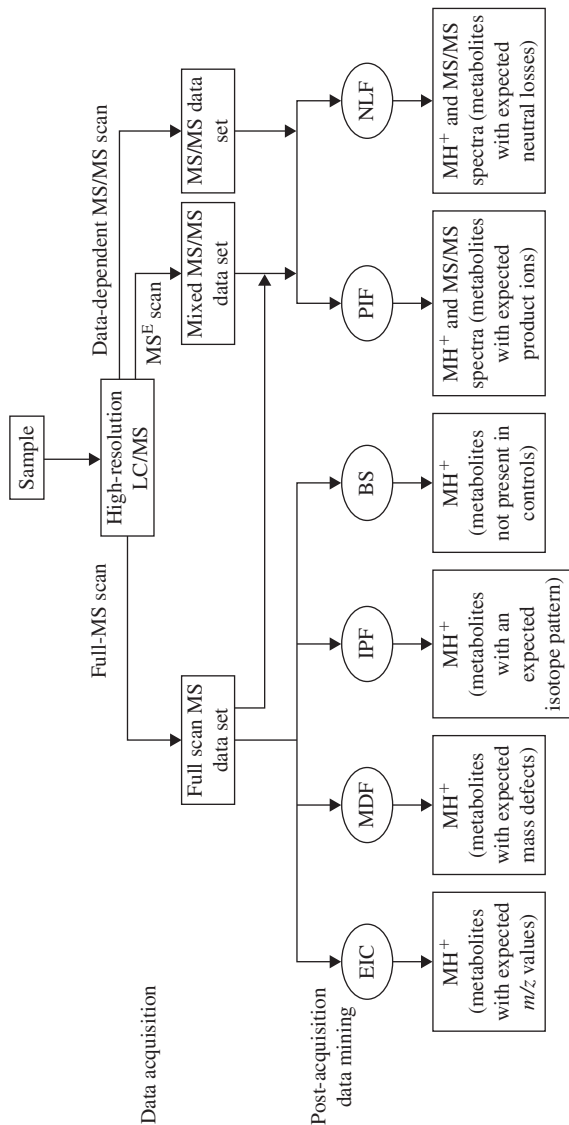 Sample
High-resolution
LC/MS
Full-MS scan
MS^E scan
Data-dependent MS/MS scan
Data acquisition
Full scan MS
data set
Mixed MS/MS
data set
MS/MS data
set
Post-acquisition
data mining
EIC
MDF
IPF
BS
PIF
NLF
MH⁺
(metabolites
with expected
m/z values)
MH⁺
(metabolites
with expected
mass defects)
MH⁺
(metabolites
with an
expected
isotope pattern)
MH⁺
(metabolites
not present in
controls)
MH⁺ and MS/MS
spectra (metabolites
with expected
product ions)
MH⁺ and MS/MS
spectra (metabolites
with expected
neutral losses)